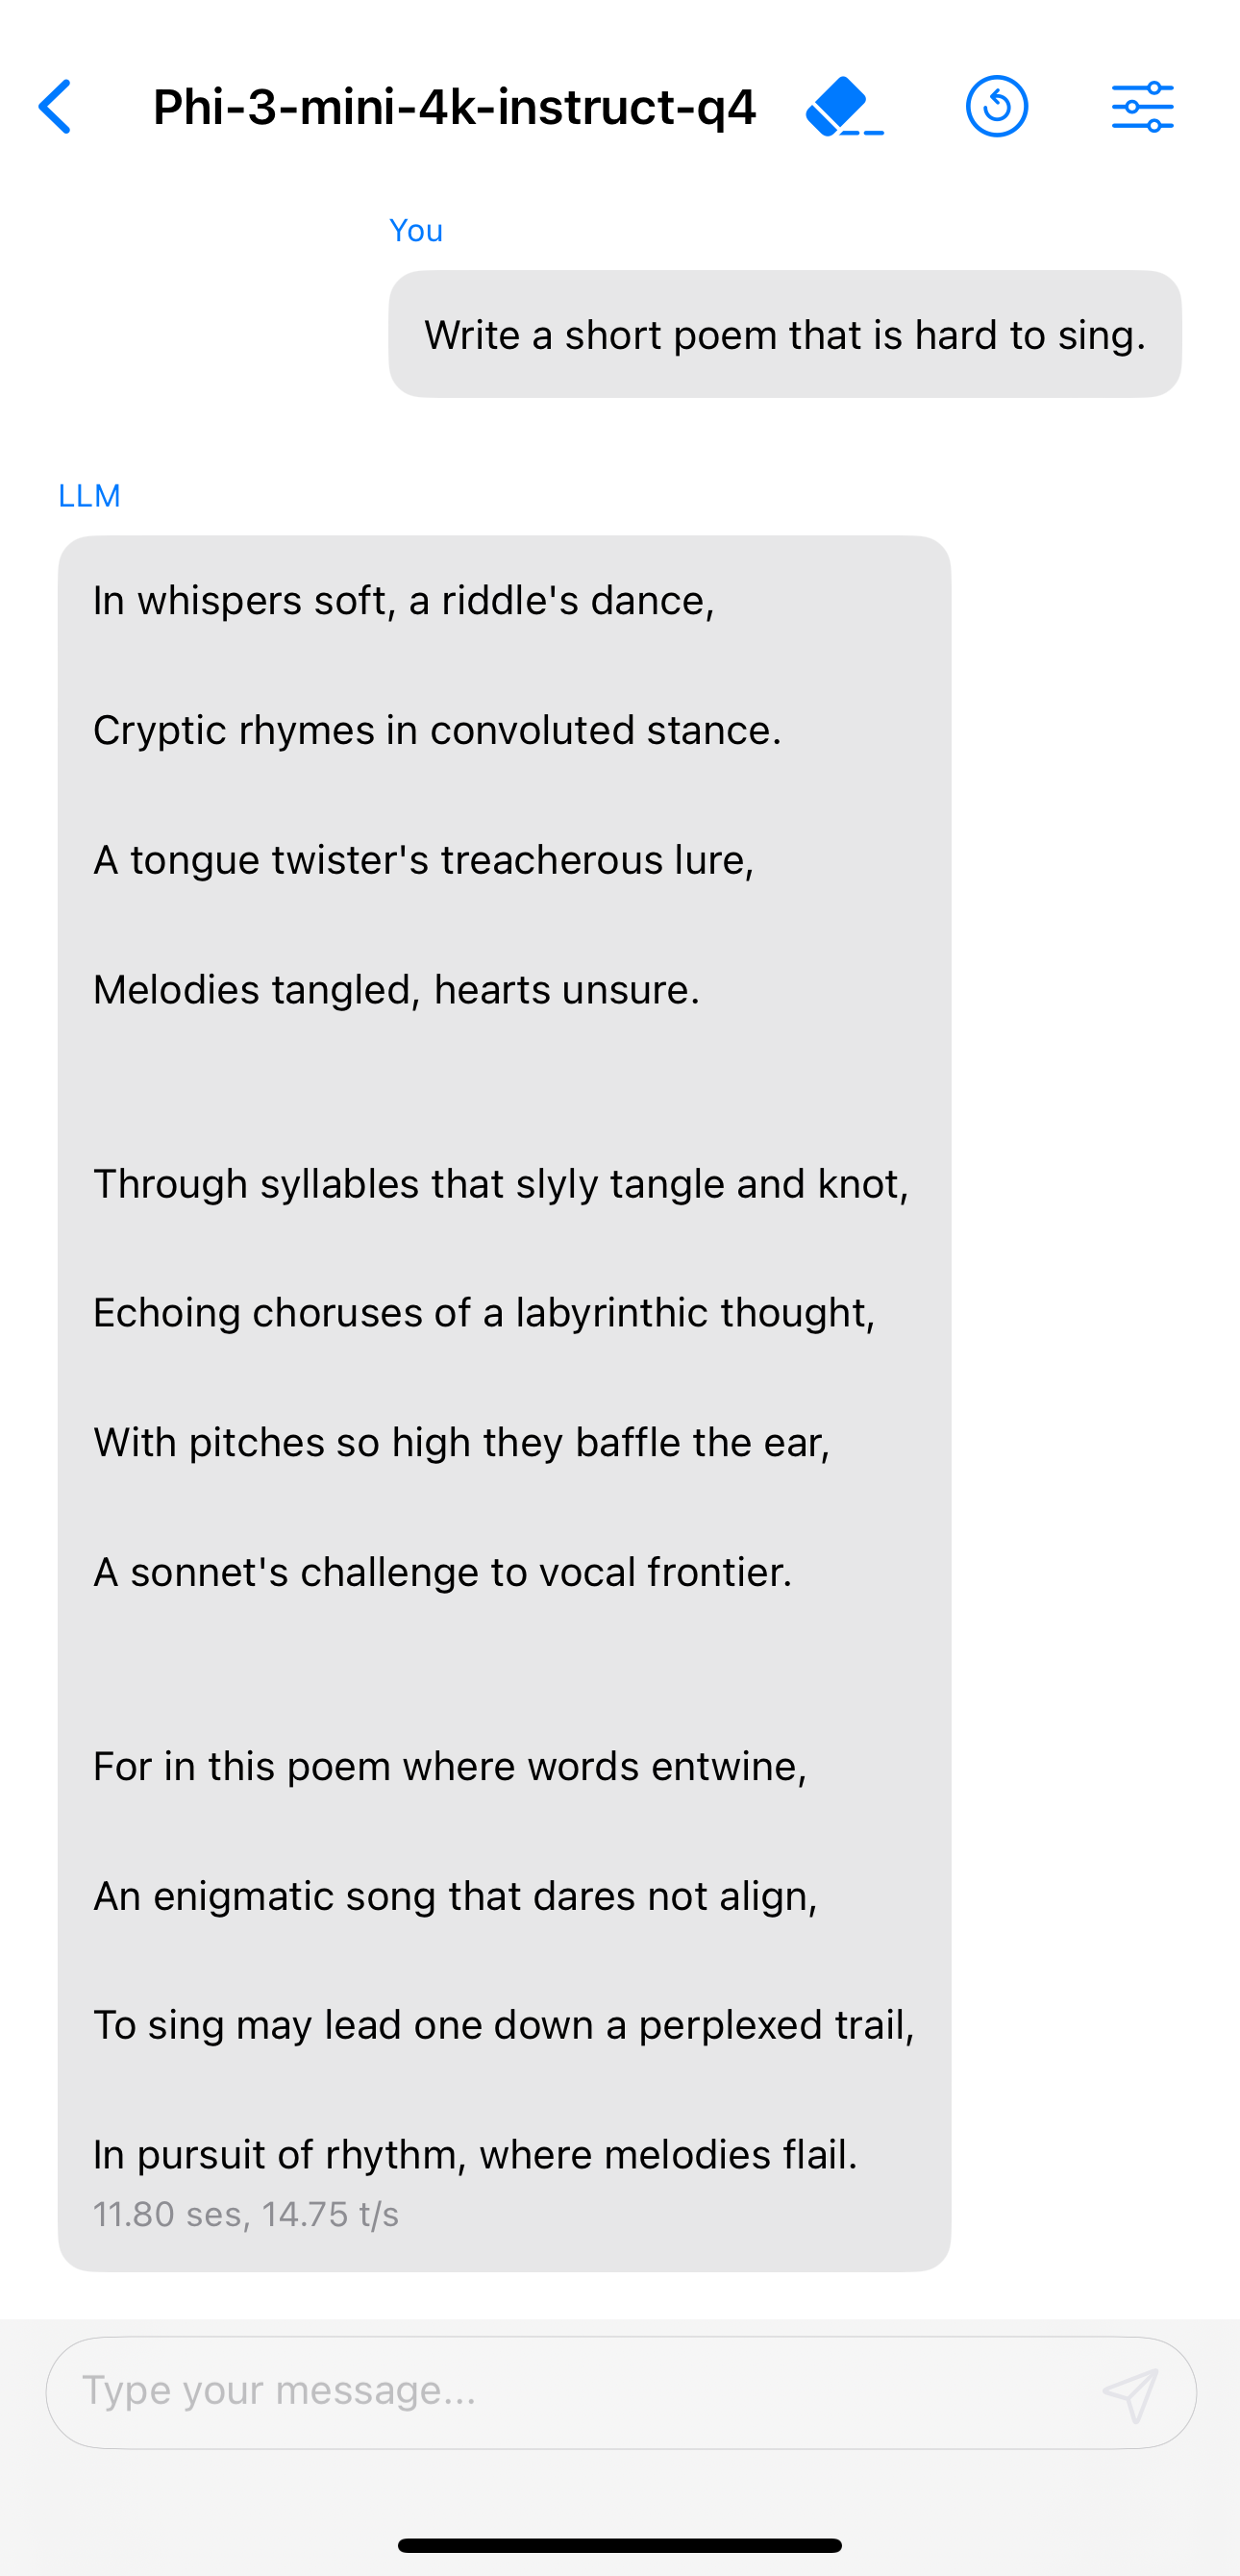 Phi-3-mini-4k-instruct-q4
You
Write a short poem that is hard to sing.
LLM
In whispers soft, a riddle's dance,
Cryptic rhymes in convoluted stance.
A tongue twister's treacherous lure,
Melodies tangled, hearts unsure.
Through syllables that slyly tangle and knot,
Echoing choruses of a labyrinthic thought,
With pitches so high they baffle the ear,
A sonnet's challenge to vocal frontier.
For in this poem where words entwine,
An enigmatic song that dares not align,
To sing may lead one down a perplexed trail,
In pursuit of rhythm, where melodies flail.
11.80 ses, 14.75 t/s
Type your message...